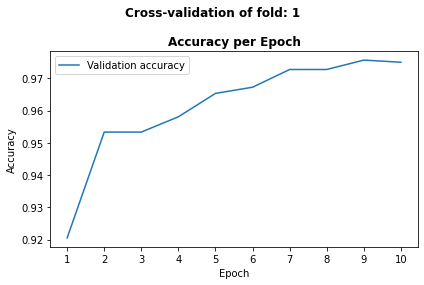 Cross-validation of fold: 1
Accuracy per Epoch
Validation accuracy
0.97
0.96
0.95
0.94
0.93
0.92
Accuracy
1 2 3 4 5 6 7 8 9 10
Epoch